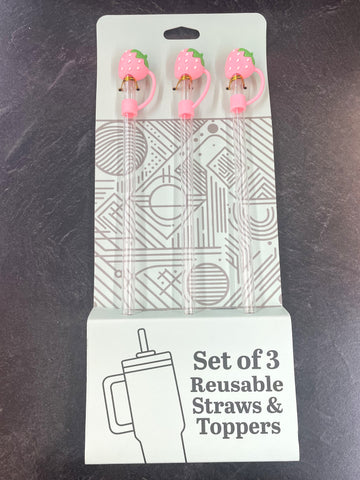 Set of 3
Reusable
Straws &
Toppers